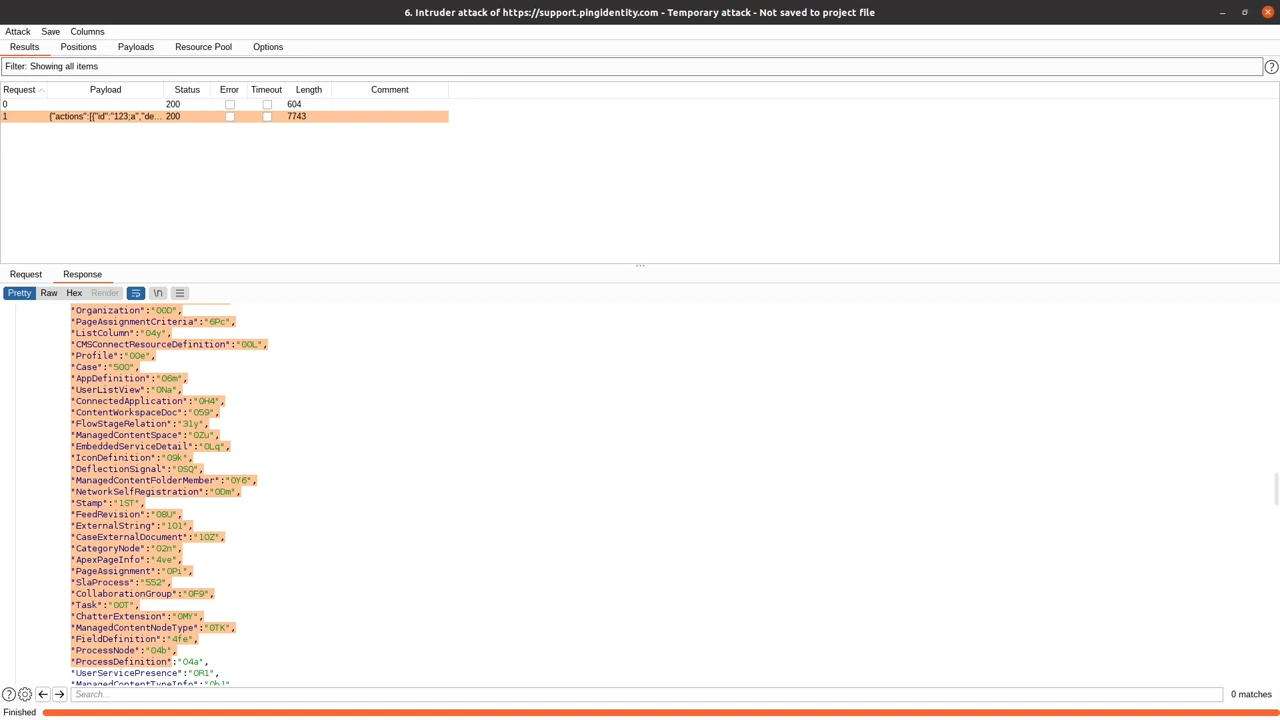 6. Intruder attack of https://support.pingidentity.com - Temporary attack - Not saved to project file
Attack Save Columns
Results Positions Payloads Resource Pool Options
Filter: Showing all items
Request Payload Status Error Timeout Length Comment
0 200 604
1 {"actions":[{"id":"123;a","de... 200 7743
Request Response
Pretty Raw Hex Render \n
"Organization":"00D",
"PageAssignmentCriteria":"6Pc",
"ListColumn":"04y",
"CMSConnectResourceDefinition":"00L",
"Profile":"00e",
"Case":"500",
"AppDefinition":"06m",
"UserListView":"0Na",
"ConnectedApplication":"0H4",
"ContentWorkspaceDoc":"059",
"FlowStageRelation":"31y",
"ManagedContentSpace":"0Zu",
"EmbeddedServiceDetail":"0Lq",
"IconDefinition":"09k",
"DeflectionSignal":"0SQ",
"ManagedContentFolderMember":"0Y6",
"NetworkSelfRegistration":"0Dm",
"Stamp":"1ST",
"FeedRevision":"08U",
"ExternalString":"101",
"CaseExternalDocument":"10Z",
"CategoryNode":"02n",
"ApexPageInfo":"4ve",
"PageAssignment":"0Pi",
"SlaProcess":"552",
"CollaborationGroup":"0F9",
"Task":"00T",
"ChatterExtension":"0MY",
"ManagedContentNodeType":"0TK",
"FieldDefinition":"4fe",
"ProcessNode":"04b",
"ProcessDefinition":"04a",
"UserServicePresence":"0R1",
"ManagedContentTypeInfo":"0bJ"
Search...
0 matches
Finished